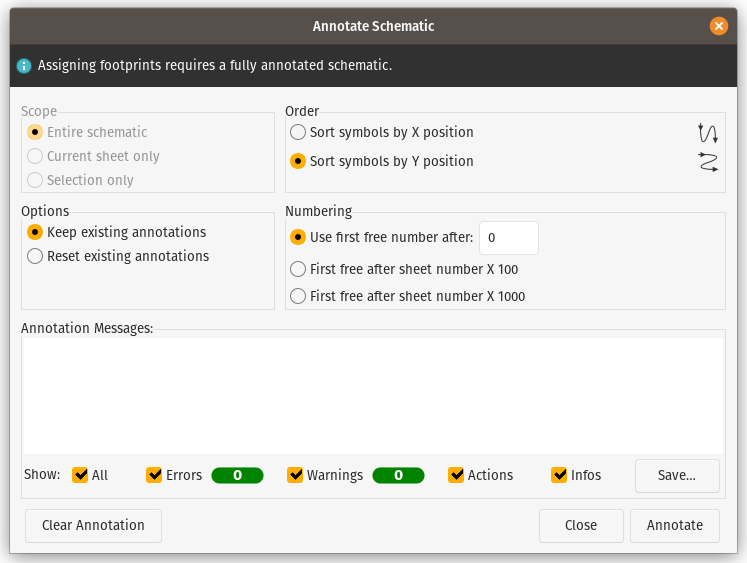 Annotate Schematic
Assigning footprints requires a fully annotated schematic.
Scope
Entire schematic
Current sheet only
Selection only
Order
Sort symbols by X position
Sort symbols by Y position
Options
Keep existing annotations
Reset existing annotations
Numbering
Use first free number after: 0
First free after sheet number X 100
First free after sheet number X 1000
Annotation Messages:
Show: All Errors 0 Warnings 0 Actions Infos Save...
Clear Annotation Close Annotate